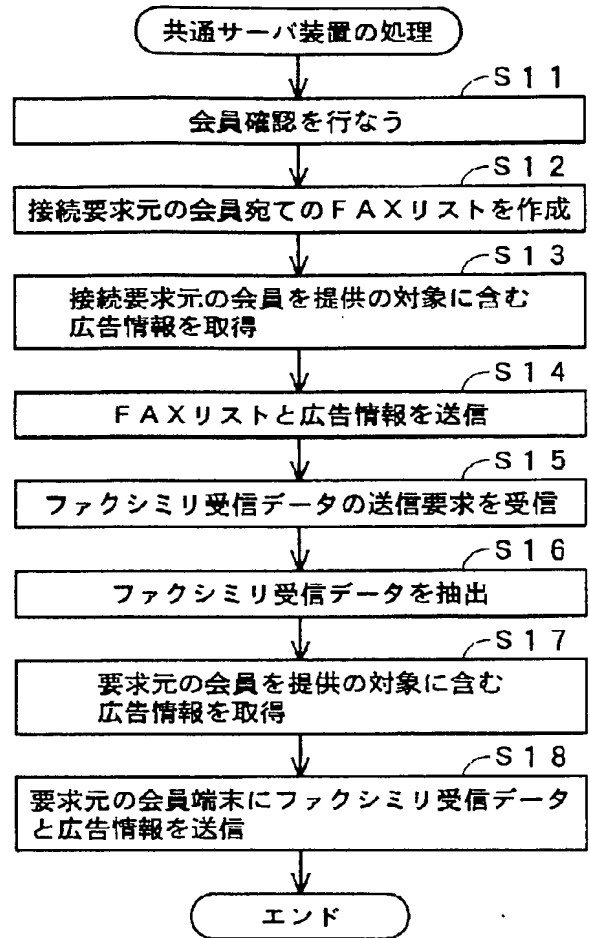 共通サーバ装置の処理
S11
会員確認を行なう
S12
接続要求元の会員宛てのFAXリストを作成
S13
接続要求元の会員を提供の対象に含む
広告情報を取得
S14
FAXリストと広告情報を送信
S15
ファクシミリ受信データの送信要求を受信
S16
ファクシミリ受信データを抽出
S17
要求元の会員を提供の対象に含む
広告情報を取得
S18
要求元の会員端末にファクシミリ受信データ
と広告情報を送信
エンド